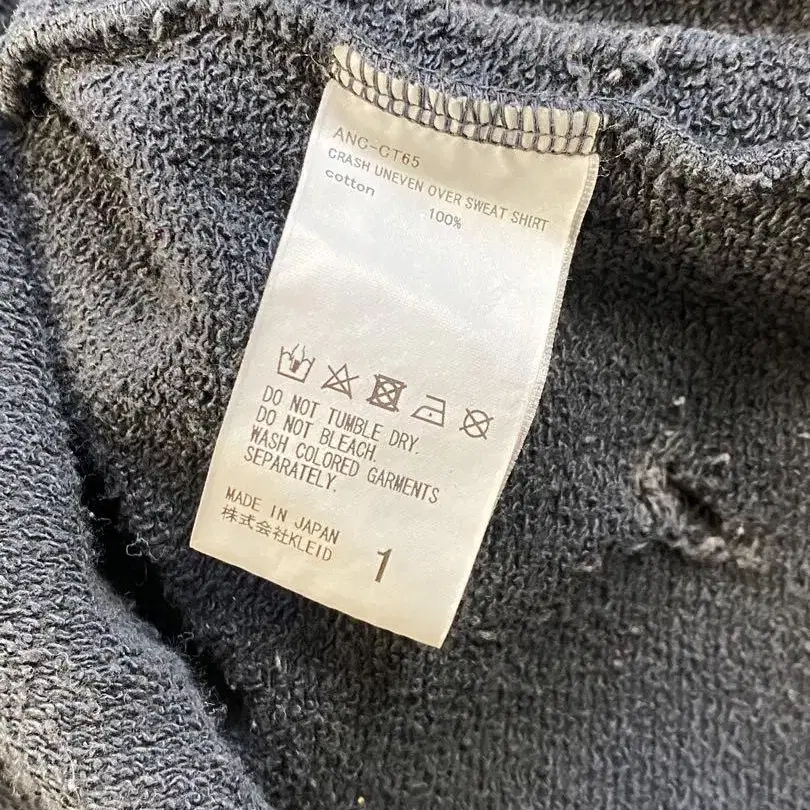 ANC-CT65
CRASH UNEVEN OVER SWEAT SHIRT
cotton 100%
DO NOT TUMBLE DRY.
DO NOT BLEACH.
WASH COLORED GARMENTS
SEPARATELY.
MADE IN JAPAN
株式会社KLEID
1